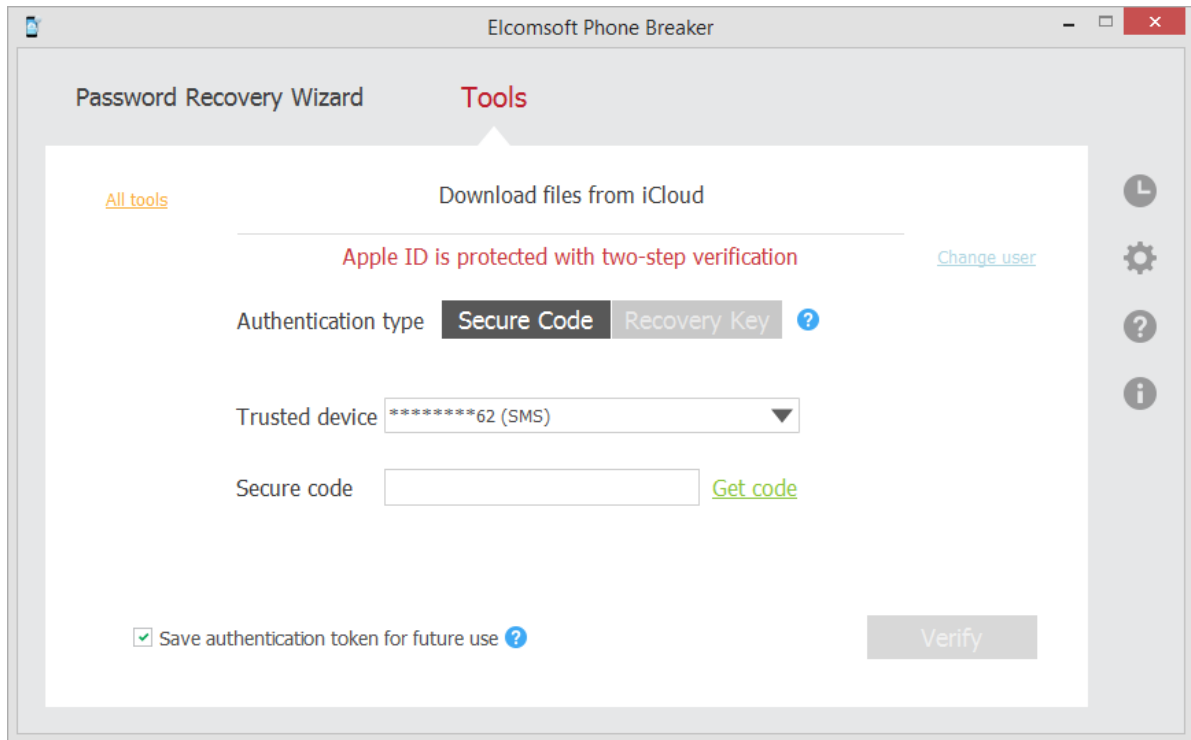 Elcomsoft Phone Breaker
Password Recovery Wizard Tools
All tools
Download files from iCloud
Apple ID is protected with two-step verification
Change user
Authentication type Secure Code Recovery Key ?
Trusted device ********62 (SMS)
Secure code Get code
Save authentication token for future use ?
Verify